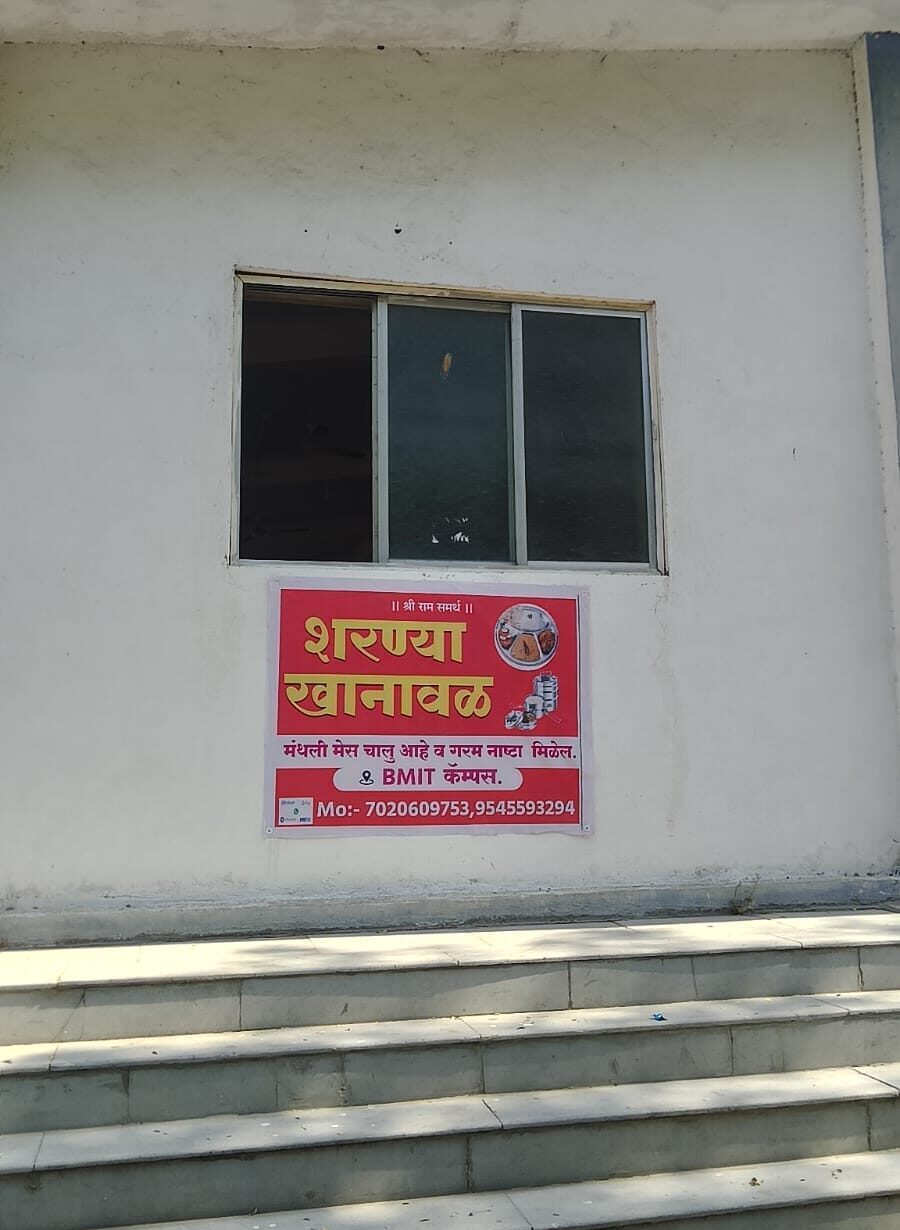 || श्री राम समर्थ ||
शरण्या
खानावळ
मंथली मेस चालु आहे व गरम नाष्टा मिळेल.
BMIT कॅम्पस.
Mo:- 7020609753,9545593294